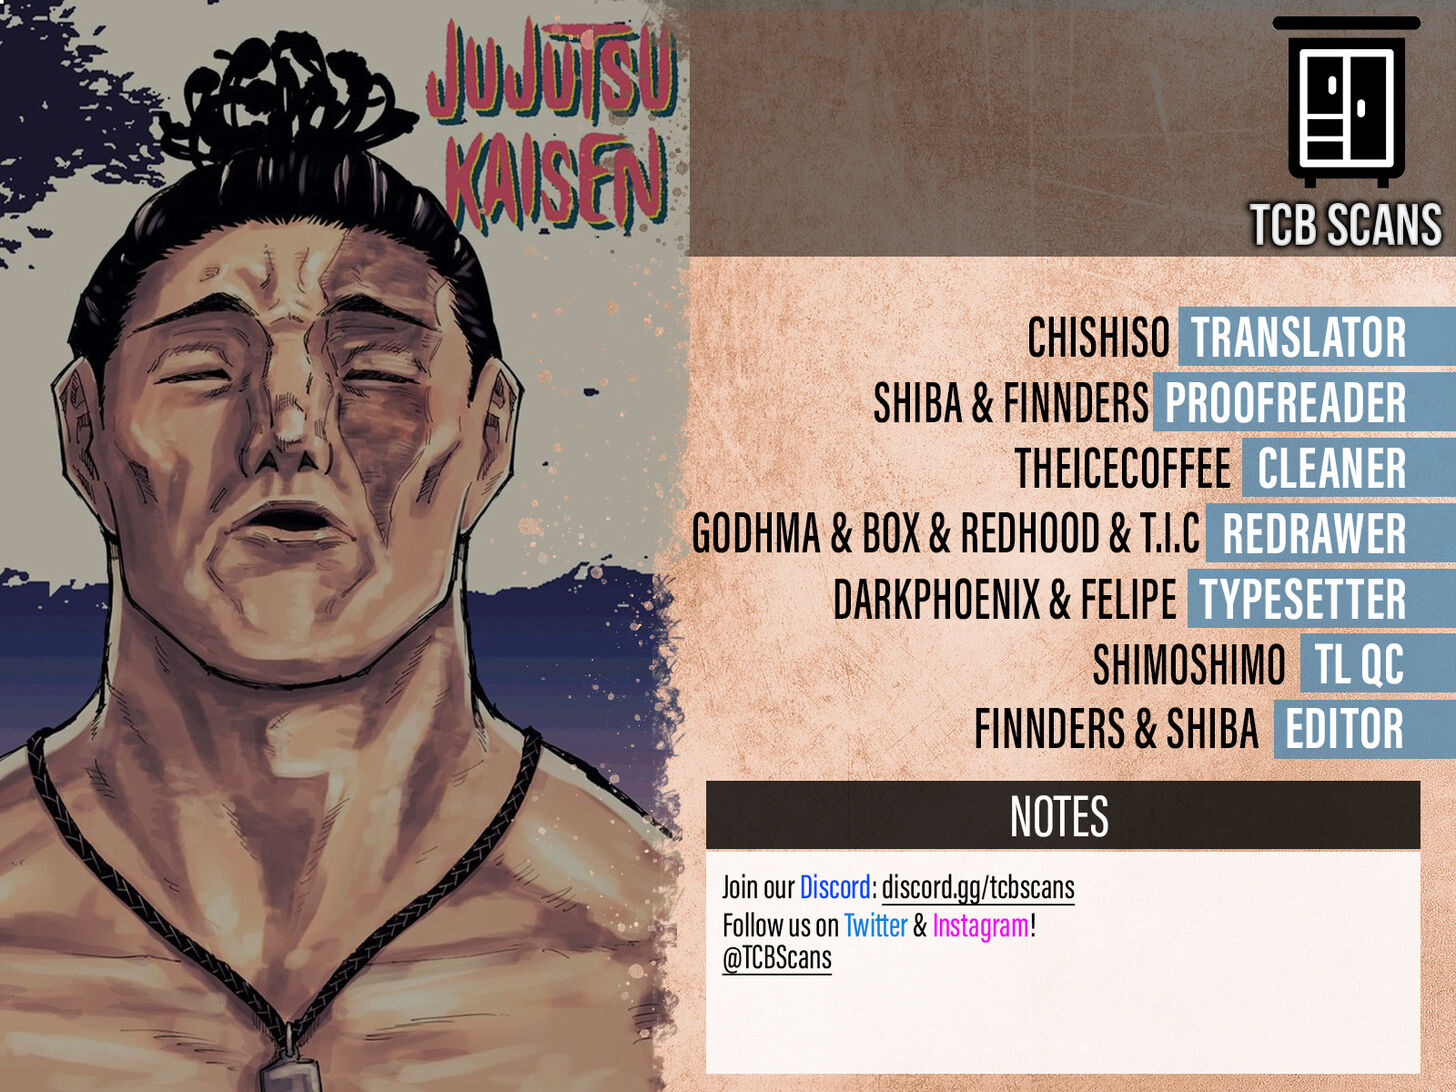 JUJUTSU
KAISEN
TCB SCANS
CHISHISO TRANSLATOR
SHIBA & FINNDERS PROOFREADER
THEICECOFFEE CLEANER
GODHMA & BOX & REDHOOD & T.I.C REDRAWER
DARKPHOENIX & FELIPE TYPESETTER
SHIMOSHIMO TL QC
FINNDERS & SHIBA EDITOR
NOTES
Join our Discord: discord.gg/tcbscans
Follow us on Twitter & Instagram!
@TCBScans